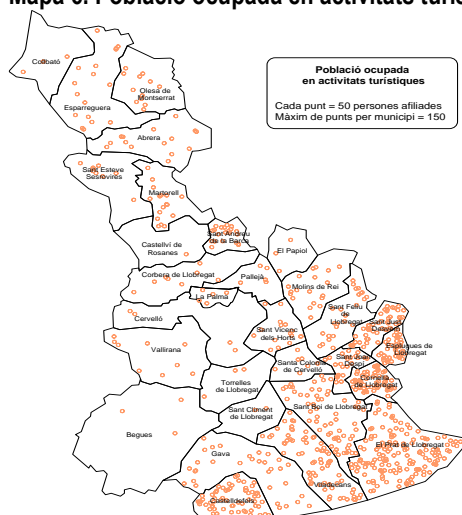 Mapa 6. Població ocupada en activitats turís
Població ocupada
en activitats turístiques
Cada punt = 50 persones afiliades
Màxim de punts per municipi = 150
Collbató
Olesa de
Montserrat
Esparreguera
Abrera
Sant Esteve
Sesrovires
Martorell
Sant Andreu
de la Barca
Castellví de
Rosanes
El Papiol
Corbera de Llobregat
Pallejà
Molins de Rei
La Palma
Sant Feliu
de
Llobregat
Cervelló
Sant Just
Desvern
Sant Vicenç
dels Horts
Vallirana
Esplugues de
Llobregat
Sant Joan
Despí
Santa Coloma
de Cervelló
Cornellà
de Llobregat
Torrelles
de Llobregat
Sant Climent
de Llobregat
Sant Boi de Llobregat
Begues
El Prat de Llobregat
Gavà
Viladecans
Castelldefels